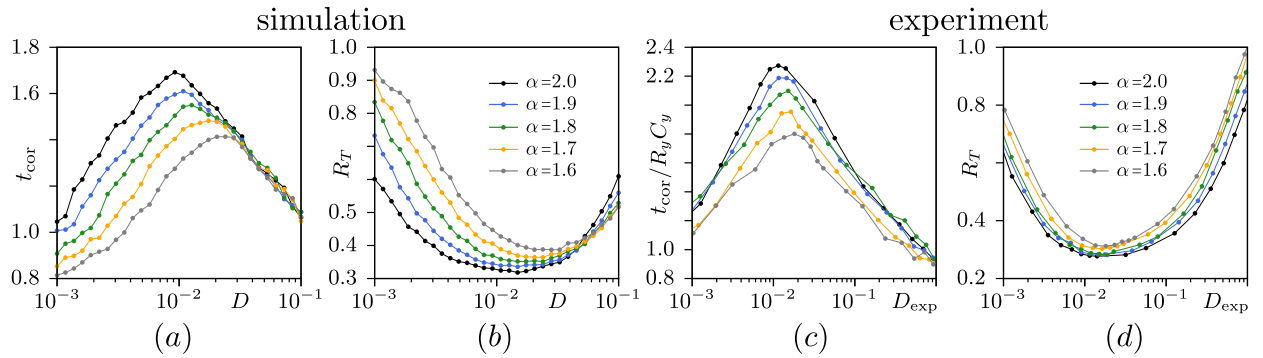 simulation
experiment
1.8
1.6
1.0
0.8
t_cor
10^−3
10^−2
D
10^−1
(a)
1.0
0.9
0.8
0.5
0.4
0.3
R_T
α=2.0
α=1.9
α=1.8
α=1.7
α=1.6
10^−3
10^−2
D
10^−1
(b)
2.4
2.2
1.0
0.8
t_cor/R_yC_y
10^−3
10^−2
10^−1
D_exp
(c)
1.0
0.8
0.4
0.2
R_T
α=2.0
α=1.9
α=1.8
α=1.7
α=1.6
10^−3
10^−2
10^−1
D_exp
(d)